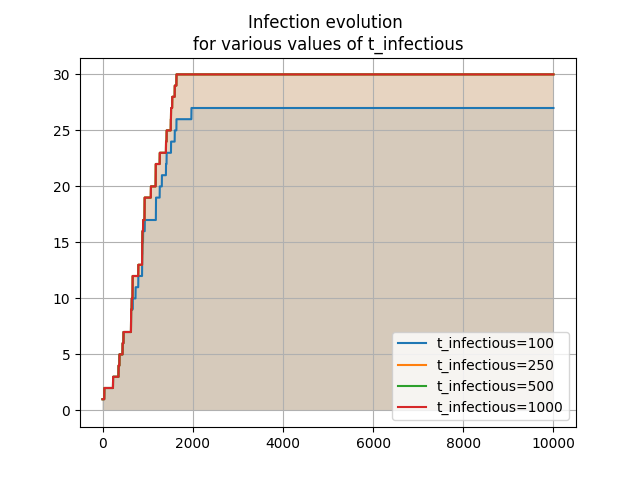 Infection evolution
for various values of t_infectious
30
25
20
15
10
5
0
t_infectious=100
t_infectious=250
t_infectious=500
t_infectious=1000
0 2000 4000 6000 8000 10000